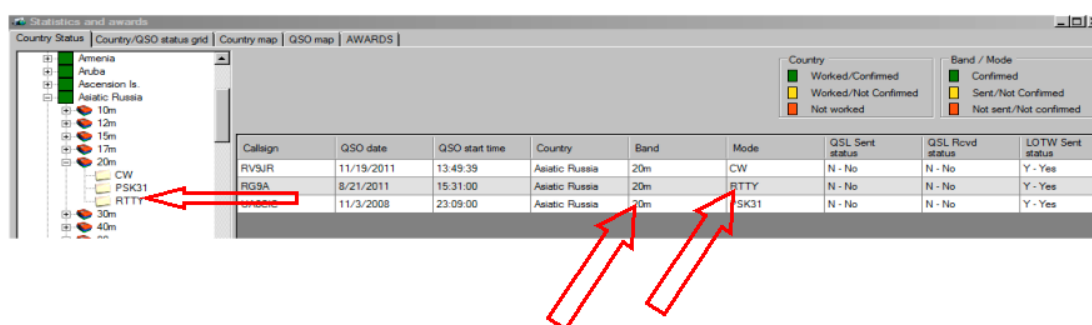 Statistics and awards
Country Status Country/QSO status grid Country map QSO map AWARDS
Armenia
Aruba
Ascension Is.
Asiatic Russia
10m
12m
15m
17m
20m
CW
PSK31
RTTY
30m
40m
Country
Worked/Confirmed
Worked/Not Confirmed
Not worked
Band / Mode
Confirmed
Sent/Not Confirmed
Not sent/Not confirmed
Callsign QSO date QSO start time Country Band Mode QSL Sent status QSL Rcvd status LOTW Sent status
RV9JR 11/19/2011 13:49:39 Asiatic Russia 20m CW N - No N - No Y - Yes
RG9A 8/21/2011 15:31:00 Asiatic Russia 20m RTTY N - No N - No Y - Yes
11/3/2008 23:09:00 Asiatic Russia 20m PSK31 N - No N - No Y - Yes